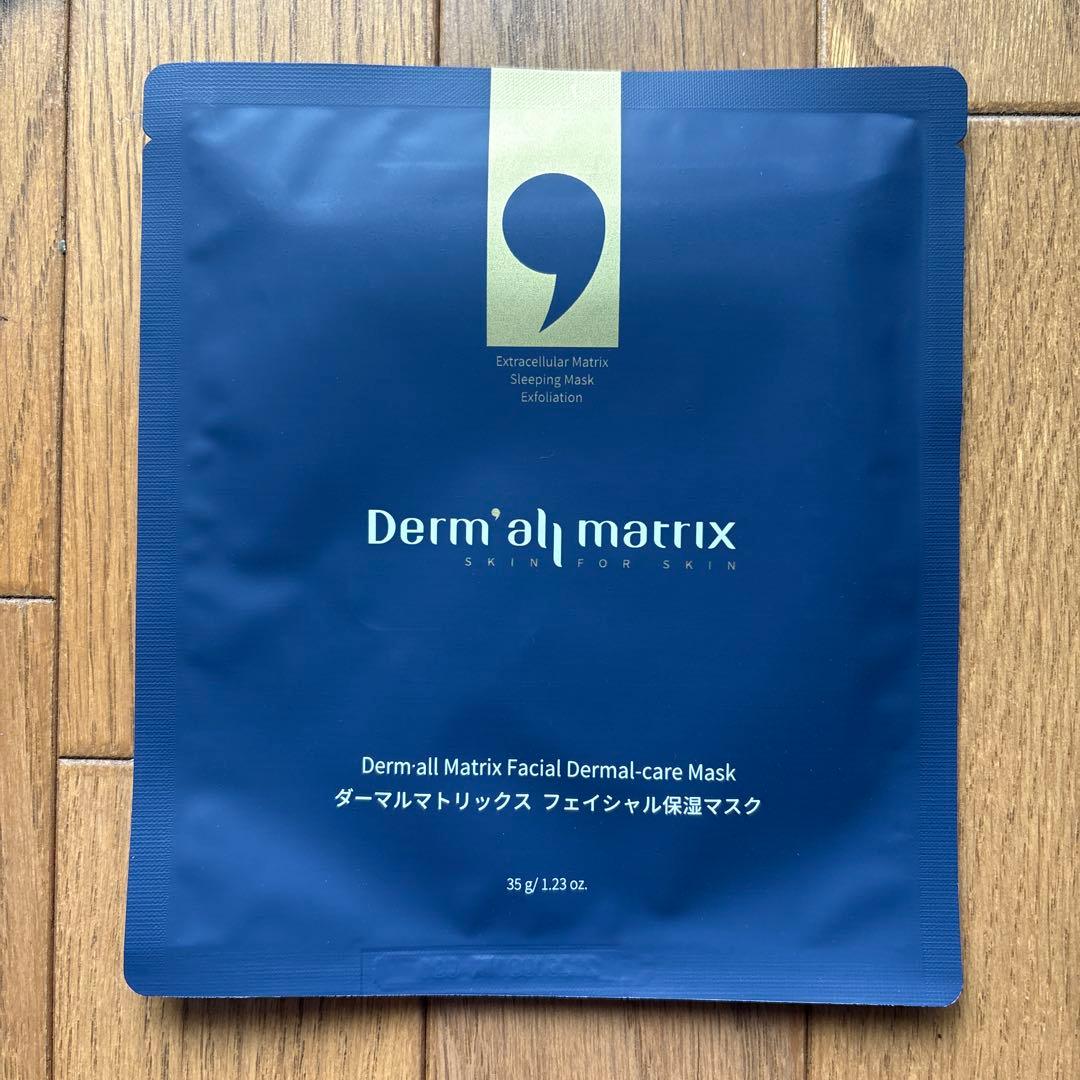 Extracellular Matrix
Sleeping Mask
Exfoliation
Derm'all matrix
SKIN FOR SKIN
Derm·all Matrix Facial Dermal-care Mask
ダーマルマトリックス フェイシャル保湿マスク
35 g/ 1.23 oz.